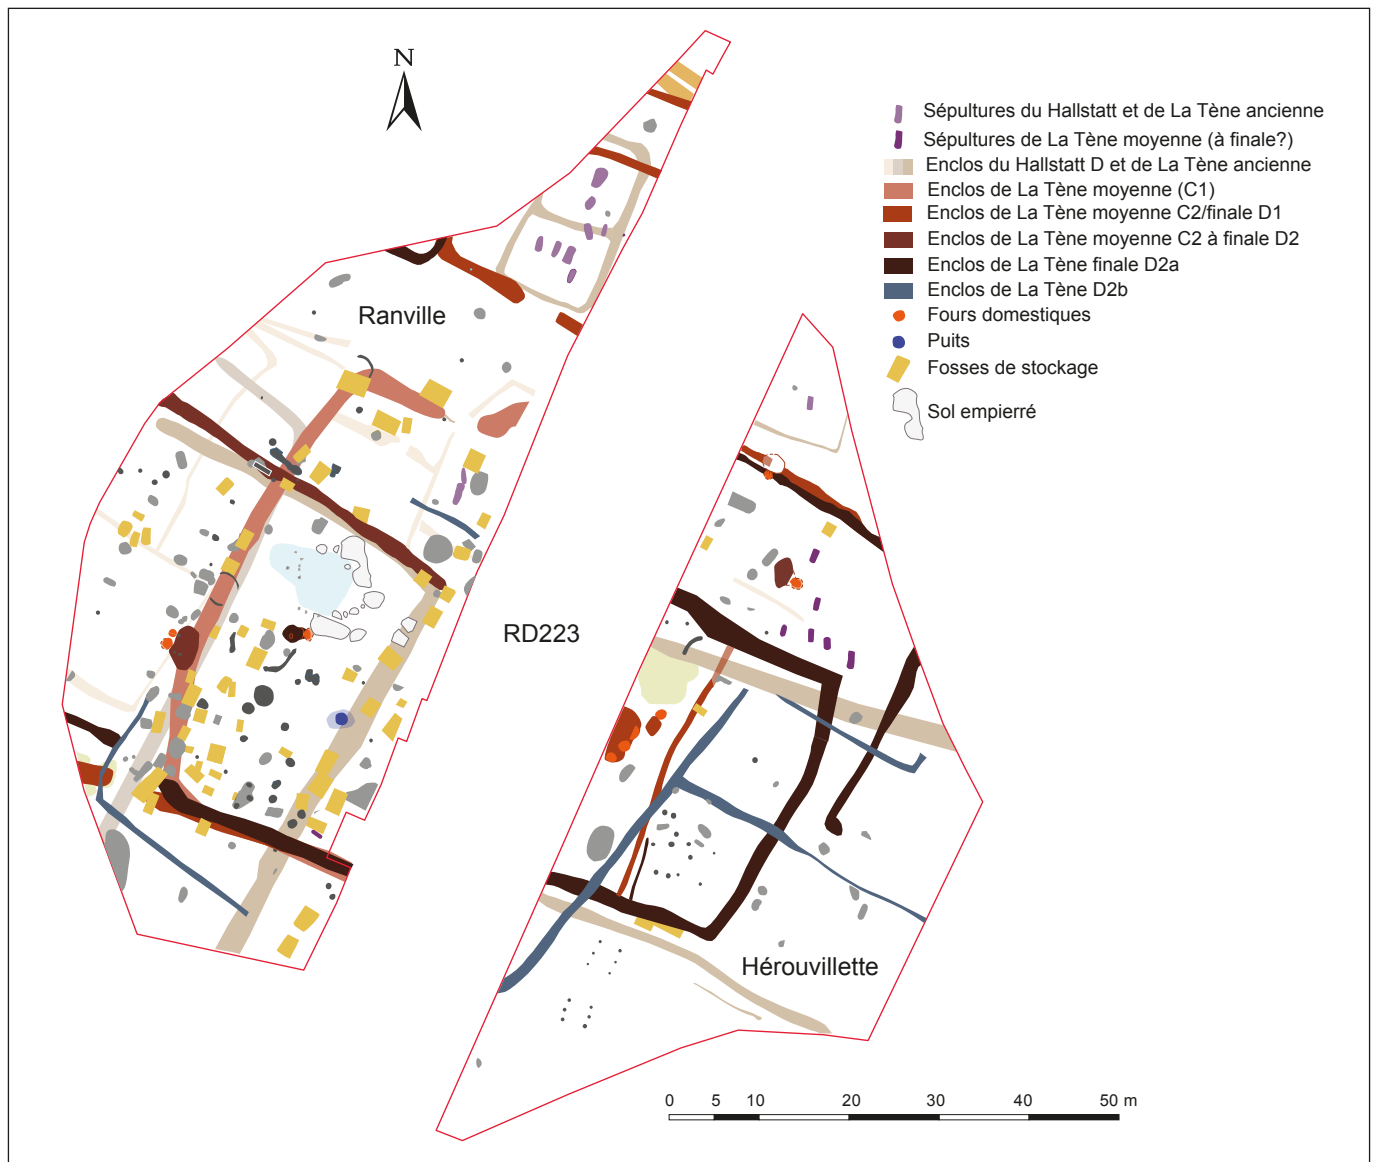 N
Sépultures du Hallstatt et de La Tène ancienne
Sépultures de La Tène moyenne (à finale?)
Enclos du Hallstatt D et de La Tène ancienne
Enclos de La Tène moyenne (C1)
Enclos de La Tène moyenne C2/finale D1
Enclos de La Tène moyenne C2 à finale D2
Enclos de La Tène finale D2a
Enclos de La Tène D2b
Fours domestiques
Puits
Fosses de stockage
Sol empierré
Ranville
RD223
Hérouvillette
0 5 10 20 30 40 50 m